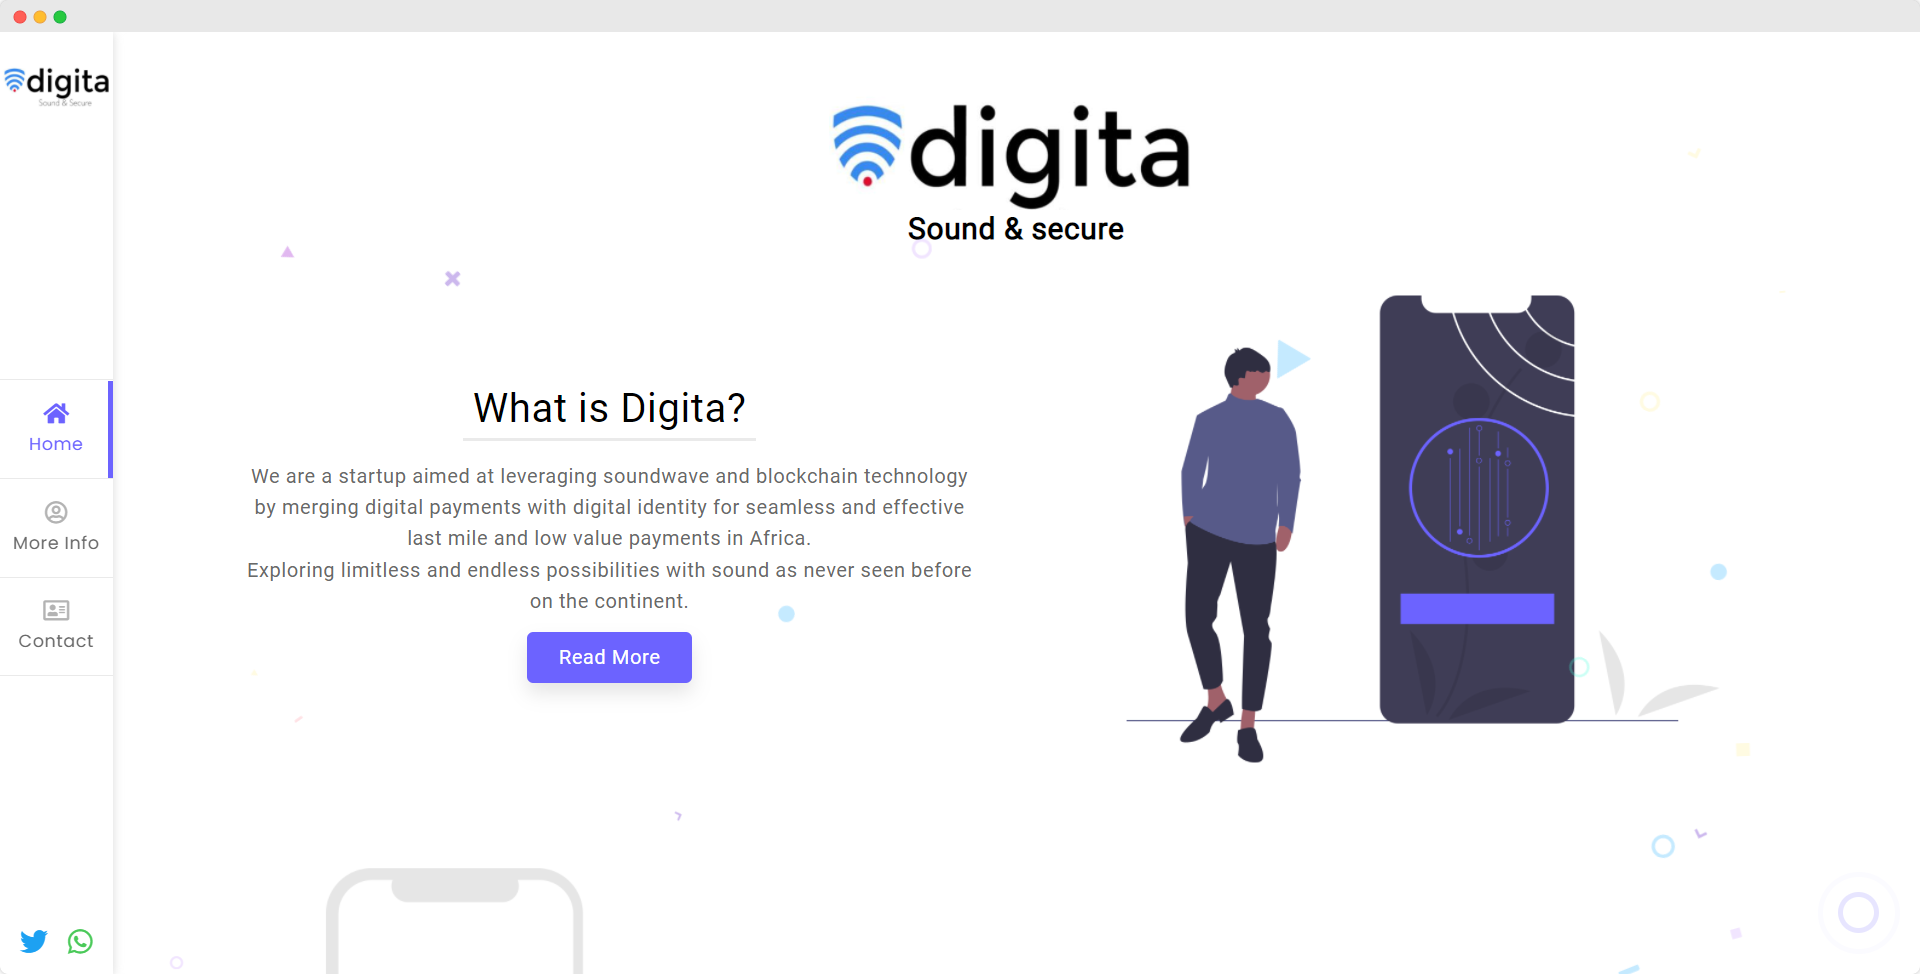 digita
Sound & Secure
Home
More Info
Contact
digita
Sound & secure
What is Digita?
We are a startup aimed at leveraging soundwave and blockchain technology
by merging digital payments with digital identity for seamless and effective
last mile and low value payments in Africa.
Exploring limitless and endless possibilities with sound as never seen before
on the continent.
Read More